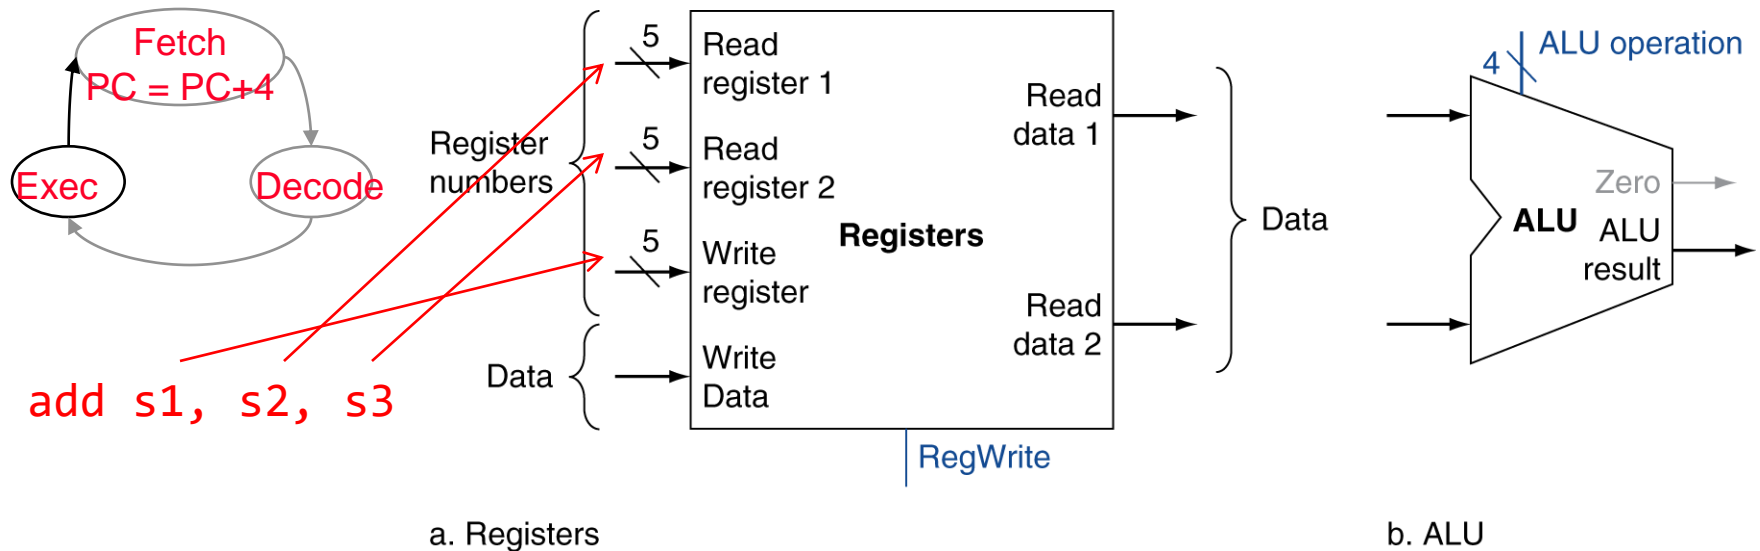 Fetch
PC = PC+4
Exec
Decode
add s1, s2, s3
Register
numbers
Data
5
Read
register 1
5
Read
register 2
5
Write
register
Write
Data
Registers
Read
data 1
Read
data 2
RegWrite
Data
4
ALU operation
Zero
ALU
ALU
result
a. Registers
b. ALU